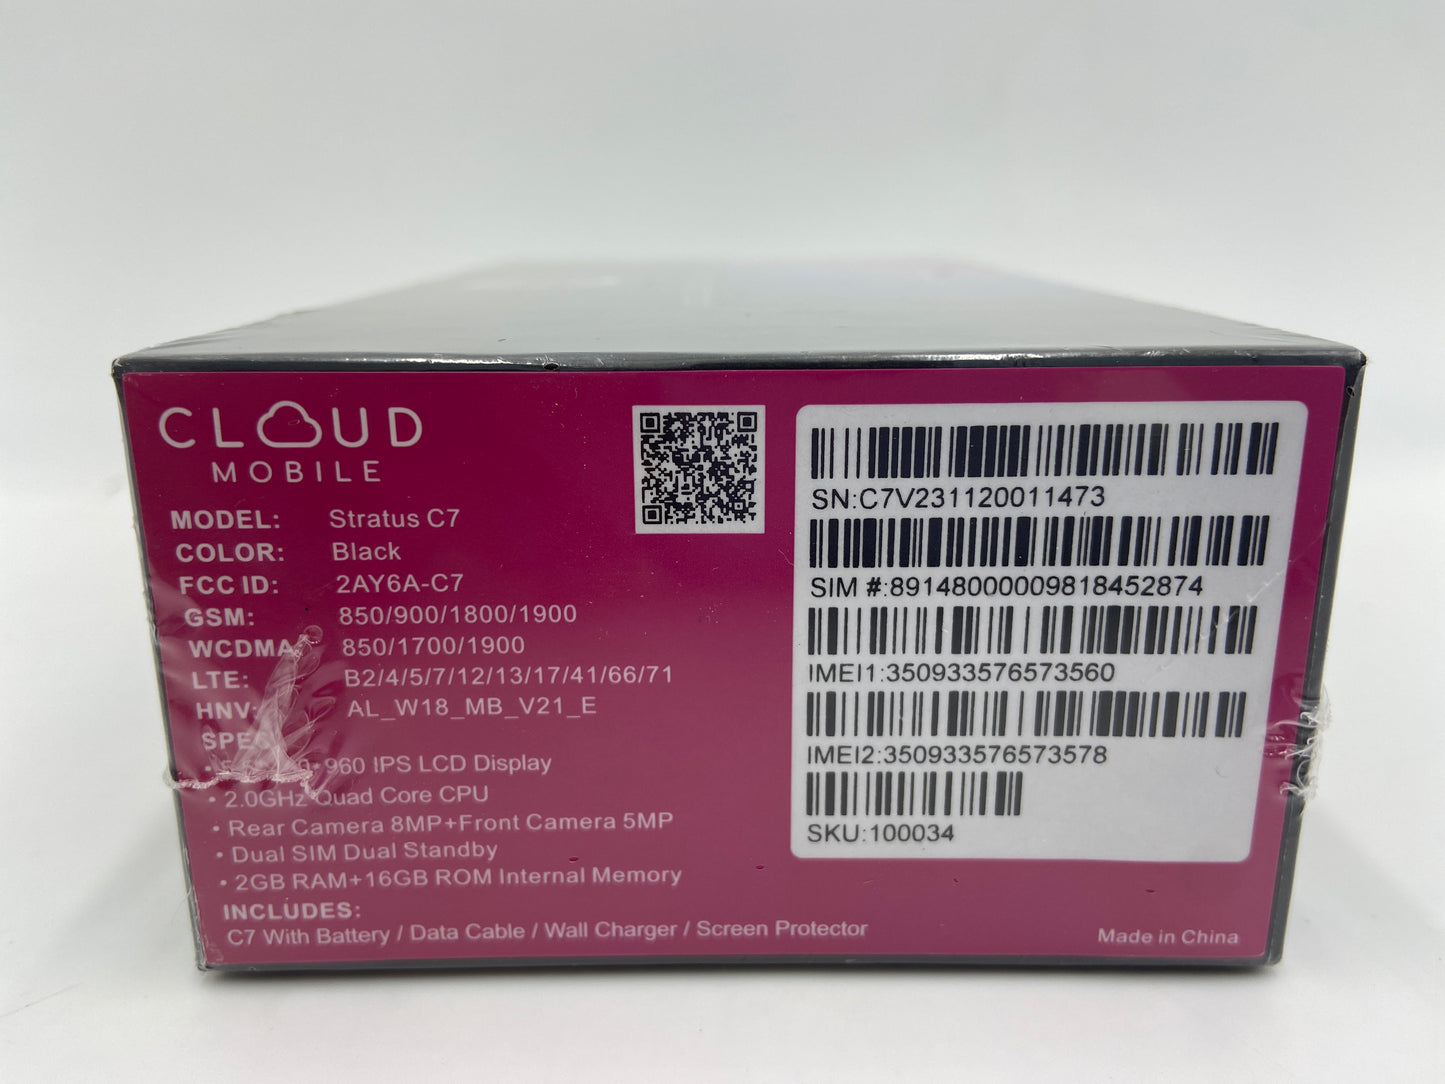 CLOUD
MOBILE
MODEL: Stratus C7
COLOR: Black
FCC ID: 2AY6A-C7
GSM: 850/900/1800/1900
WCDMA 850/1700/1900
LTE: B2/4/5/7/12/13/17/41/66/71
HNV: AL_W18_MB_V21_E
960 IPS LCD Display
• 2.0GHz Quad Core CPU
• Rear Camera 8MP+Front Camera 5MP
• Dual SIM Dual Standby
• 2GB RAM+16GB ROM Internal Memory
INCLUDES:
C7 With Battery / Data Cable / Wall Charger / Screen Protector
SN:C7V231120011473
SIM #:89148000009818452874
IMEI1:350933576573560
IMEI2:350933576573578
SKU:100034
Made in China